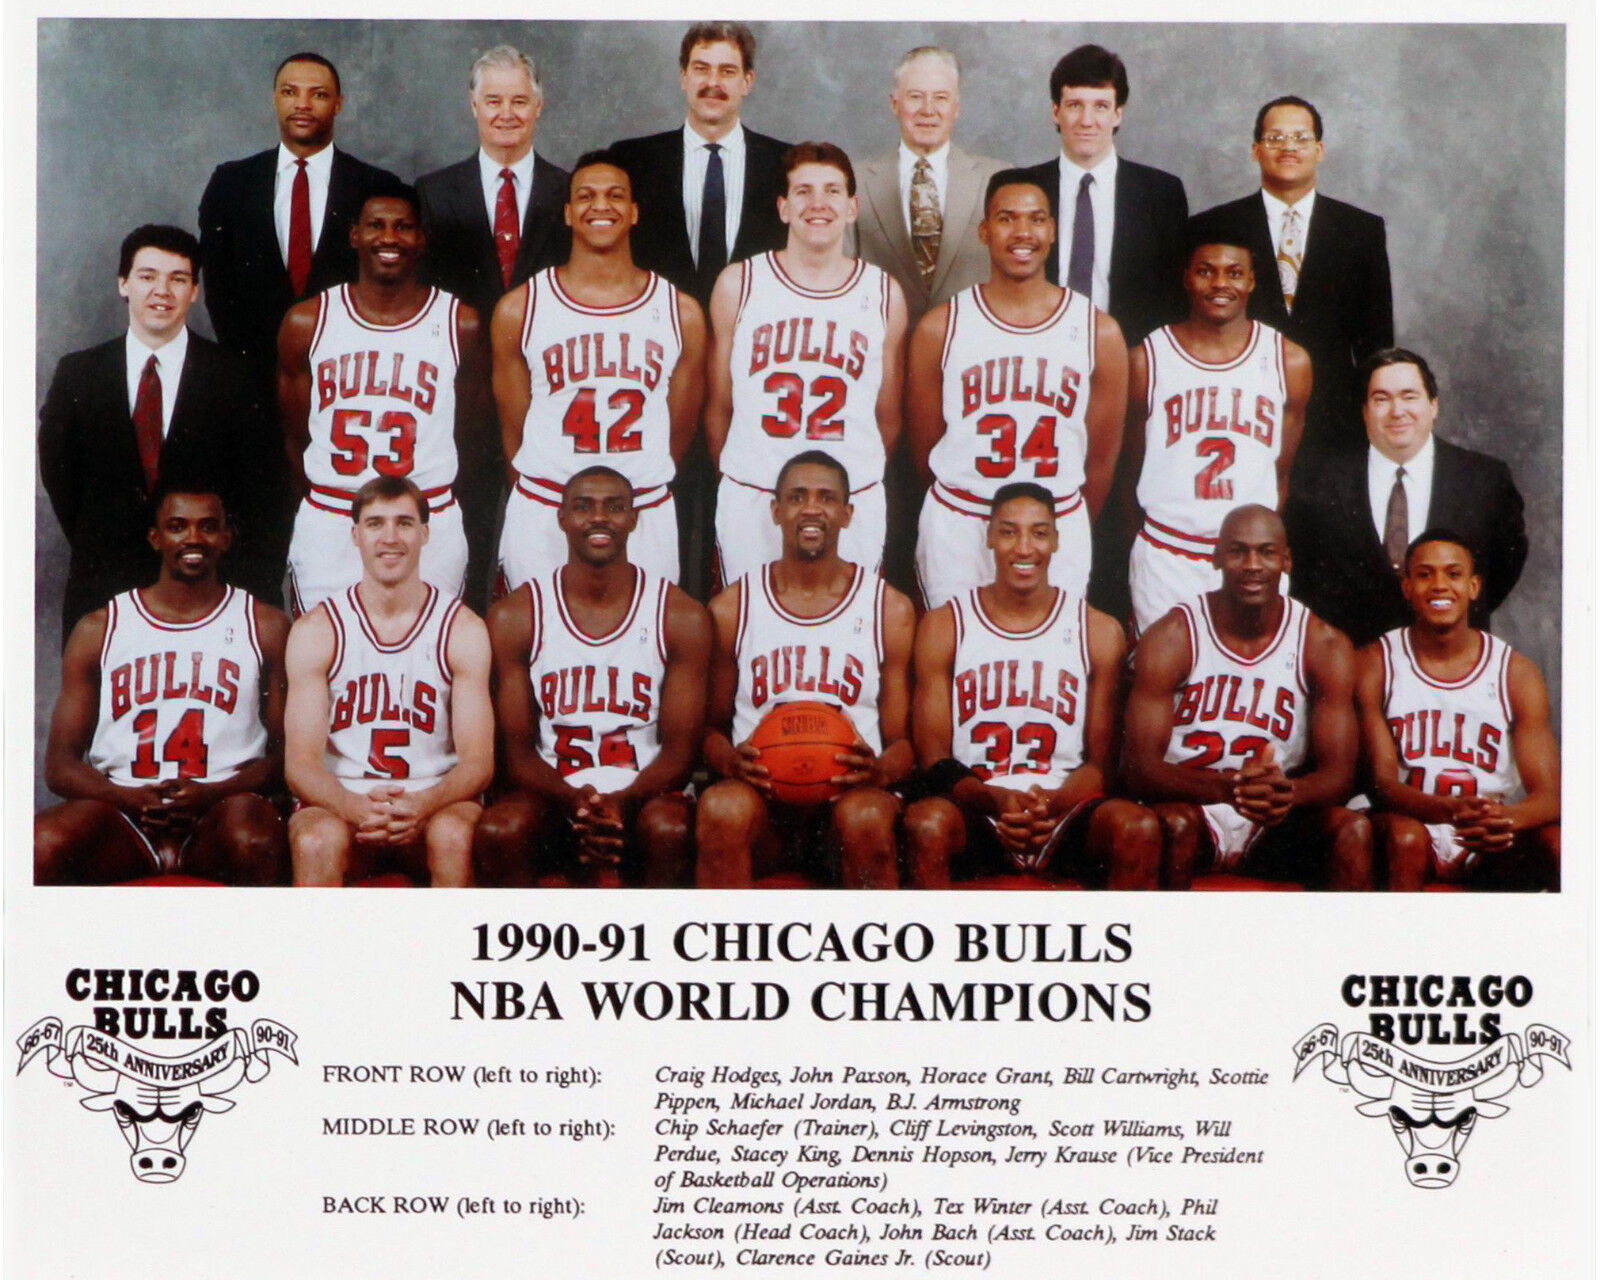 BULLS
53
BULLS
42
BULLS
32
BULLS
34
BULLS
2
BULLS
14
BULLS
5
BULLS
54
BULLS
BULLS
33
BULLS
23
BULLS
10
1990-91 CHICAGO BULLS
NBA WORLD CHAMPIONS
CHICAGO
BULLS
66-67
25th ANNIVERSARY
90-91
TM
CHICAGO
BULLS
66-67
25th ANNIVERSARY
90-91
TM
FRONT ROW (left to right): Craig Hodges, John Paxson, Horace Grant, Bill Cartwright, Scottie
Pippen, Michael Jordan, B.J. Armstrong
MIDDLE ROW (left to right): Chip Schaefer (Trainer), Cliff Levingston, Scott Williams, Will
Perdue, Stacey King, Dennis Hopson, Jerry Krause (Vice President
of Basketball Operations)
BACK ROW (left to right): Jim Cleamons (Asst. Coach), Tex Winter (Asst. Coach), Phil
Jackson (Head Coach), John Bach (Asst. Coach), Jim Stack
(Scout), Clarence Gaines Jr. (Scout)